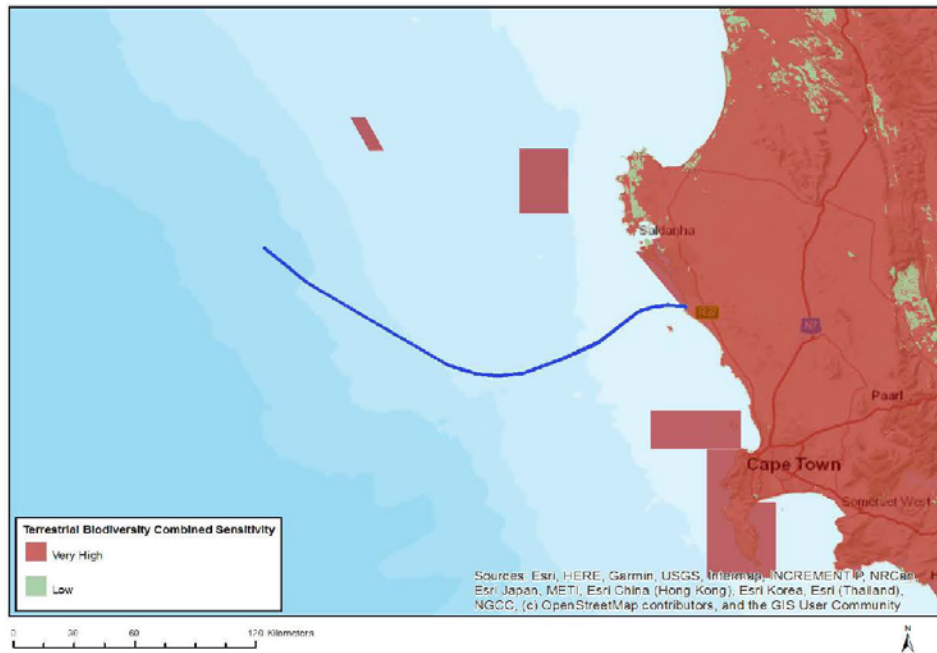 Saldanha
R27
N7
Paarl
Cape Town
Somerset West
Terrestrial Biodiversity Combined Sensitivity
Very High
Low
Sources: Esri, HERE, Garmin, USGS, Intermap, INCREMENT P, NRCan,
Esri Japan, METI, Esri China (Hong Kong), Esri Korea, Esri (Thailand),
NGCC, (c) OpenStreetMap contributors, and the GIS User Community
0 30 60 120 Kilometers
N